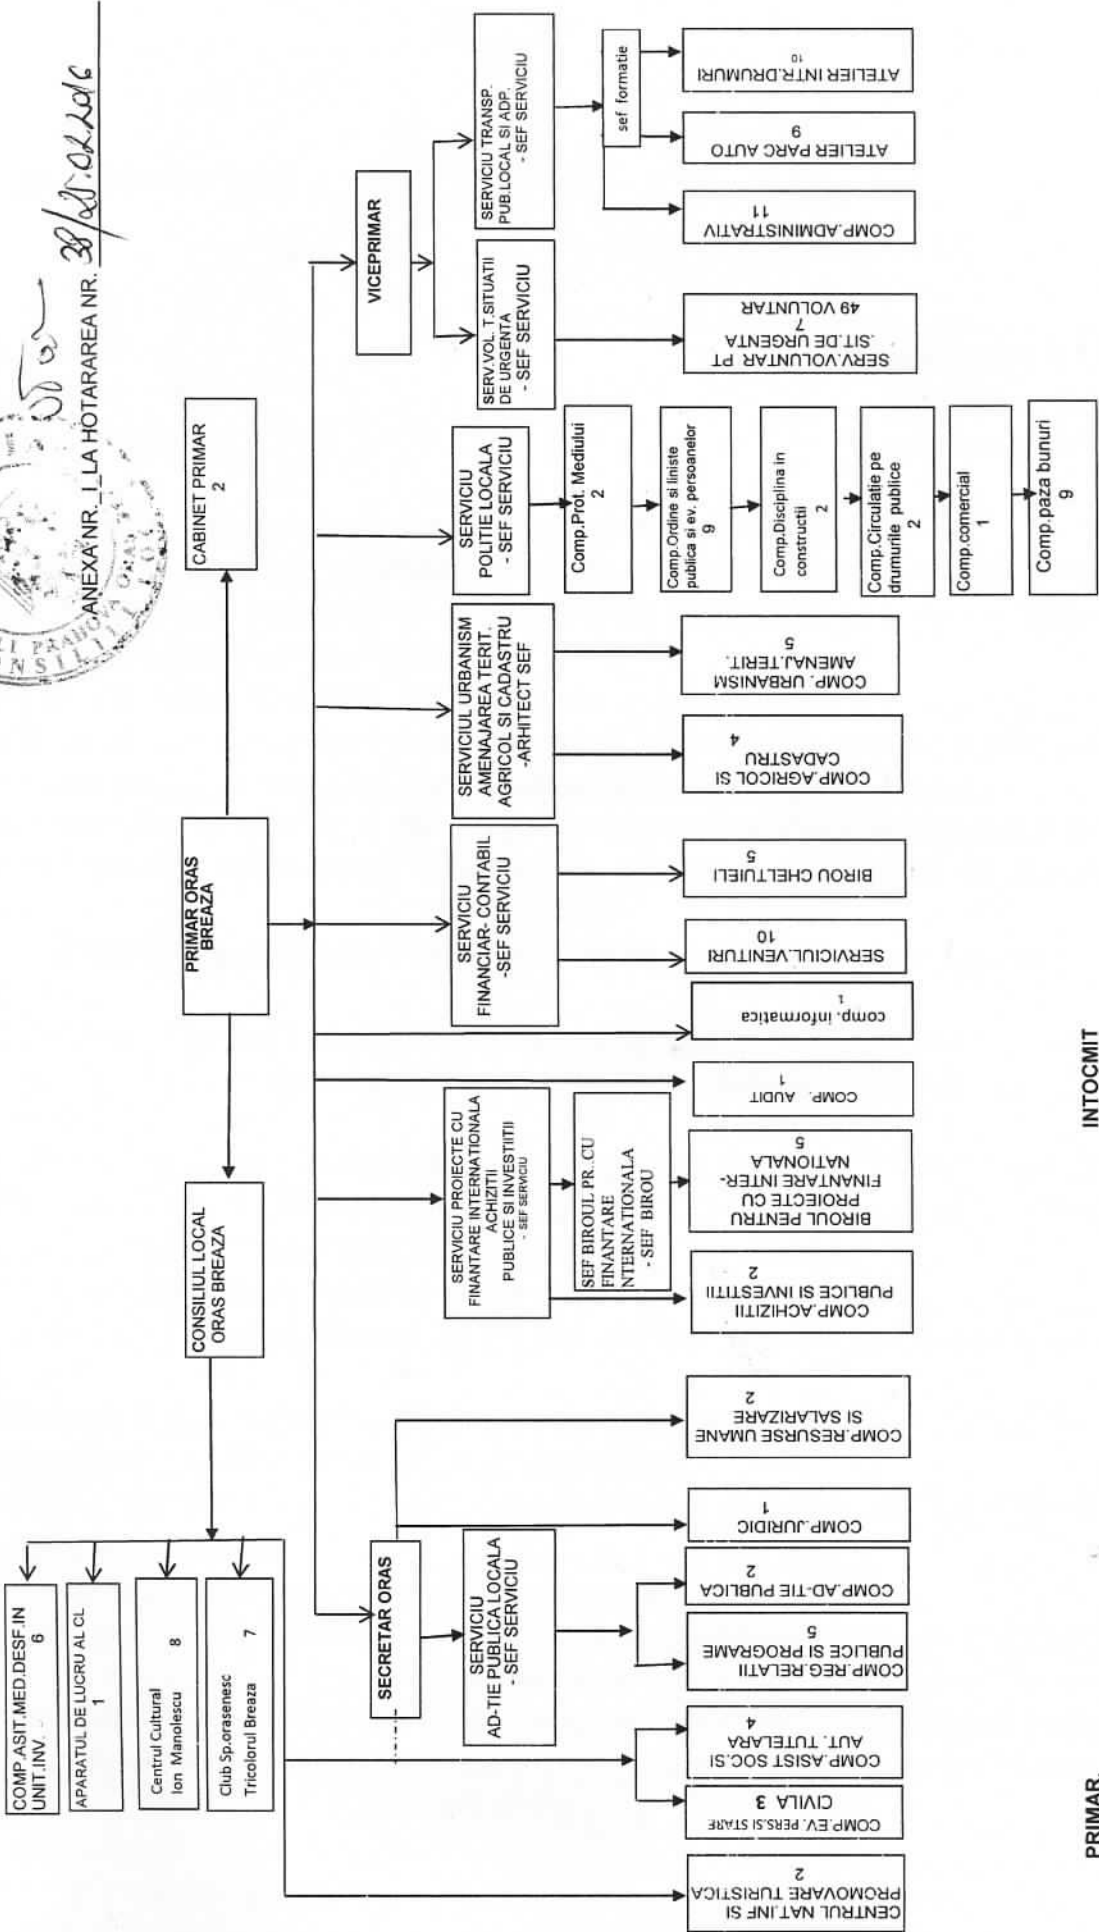 ANEXA NR._I_LA HOTARAREA NR. 38/25.02.2016
PRIMAR ORAS
BREAZA
CABINET PRIMAR
2
CONSILIUL LOCAL
ORAS BREAZA
COMP.ASIT.MED.DESF.IN
UNIT.INV. 6
APARATUL DE LUCRU AL CL
1
Centrul Cultural
Ion Manolescu 8
Club Sp.orasenesc
Tricolorul Breaza 7
SECRETAR ORAS
VICEPRIMAR
SERVICIU
AD-TIE PUBLICA LOCALA
- SEF SERVICIU
SERVICIU PROIECTE CU
FINANTARE INTERNATIONALA
ACHIZITII
PUBLICE SI INVESTIITII
- SEF SERVICIU
SEF BIROUL PR..CU
FINANTARE
NTERNATIONALA
- SEF BIROU
SERVICIU
FINANCIAR- CONTABIL
-SEF SERVICIU
SERVICIUL URBANISM
AMENAJAREA TERIT.
AGRICOL SI CADASTRU
-ARHITECT SEF
SERVICIU
POLITIE LOCALA
- SEF SERVICIU
SERV.VOL. T.SITUATII
DE URGENTA
- SEF SERVICIU
SERVICIU TRANSP.
PUB.LOCAL SI ADP.
- SEF SERVICIU
sef formatie
CENTRUL NAT.INF SI
PROMOVARE TURISTICA
2
COMP.EV. PERS.SI STARE
CIVILA 3
COMP.ASIST SOC.SI
AUT. TUTELARA
4
COMP.REG.RELATII
PUBLICE SI PROGRAME
5
COMP.AD-TIE PUBLICA
2
COMP.JURIDIC
1
COMP.RESURSE UMANE
SI SALARIZARE
2
COMP.ACHIZITII
PUBLICE SI INVESTITII
2
BIROUL PENTRU
PROIECTE CU
FINANTARE INTER-
NATIONALA
5
COMP. AUDIT
1
comp. informatica
1
SERVICIUL.VENITURI
10
BIROU CHELTUIELI
5
COMP.AGRICOL SI
CADASTRU
4
COMP. URBANISM
AMENAJ.TERIT.
5
Comp.Prot. Mediului
2
Comp.Ordine si liniste
publica si ev. persoanelor
9
Comp.Disciplina in
constructii 2
Comp.Circulatie pe
drumurile publice
2
Comp.comercial
1
Comp.paza bunuri
9
SERV.VOLUNTAR PT
.SIT.DE URGENTA
7
49 VOLUNTAR
COMP.ADMINISTRATIV
11
ATELIER PARC AUTO
9
ATELIER INTR.DRUMURI
10
PRIMAR,
INTOCMIT